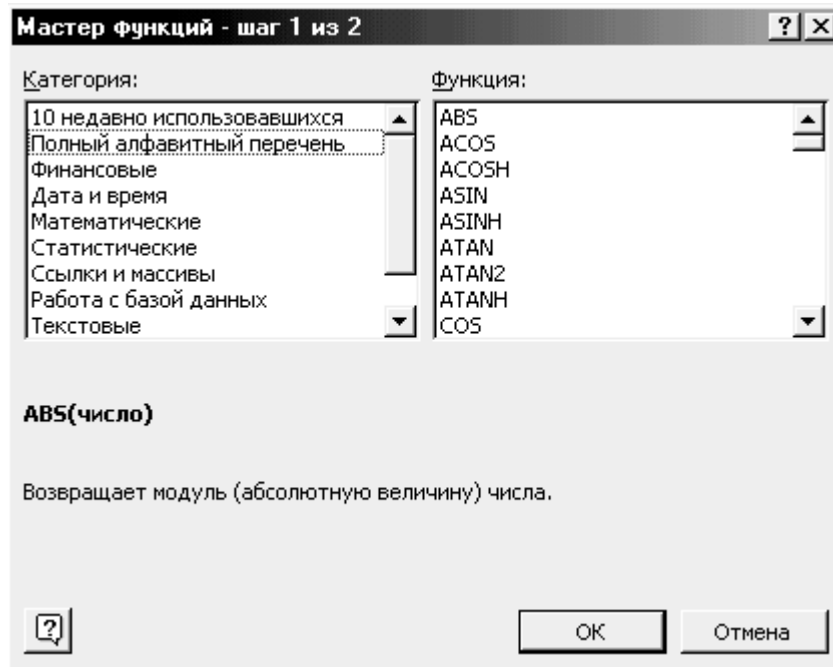 Мастер функций - шаг 1 из 2
Категория:
10 недавно использовавшихся
Полный алфавитный перечень
Финансовые
Дата и время
Математические
Статистические
Ссылки и массивы
Работа с базой данных
Текстовые
Функция:
ABS
ACOS
ACOSH
ASIN
ASINH
ATAN
ATAN2
ATANH
COS
ABS(число)
Возвращает модуль (абсолютную величину) числа.
ОК
Отмена